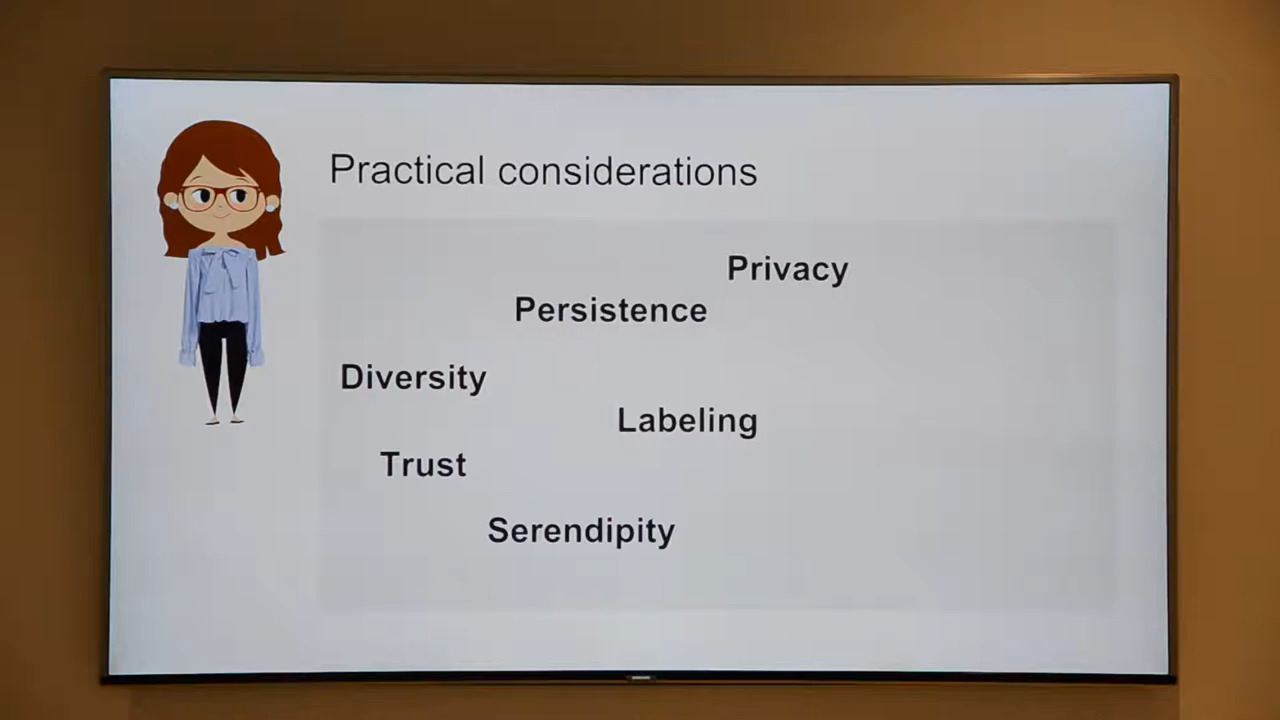 Practical considerations
Privacy
Persistence
Diversity
Labeling
Trust
Serendipity